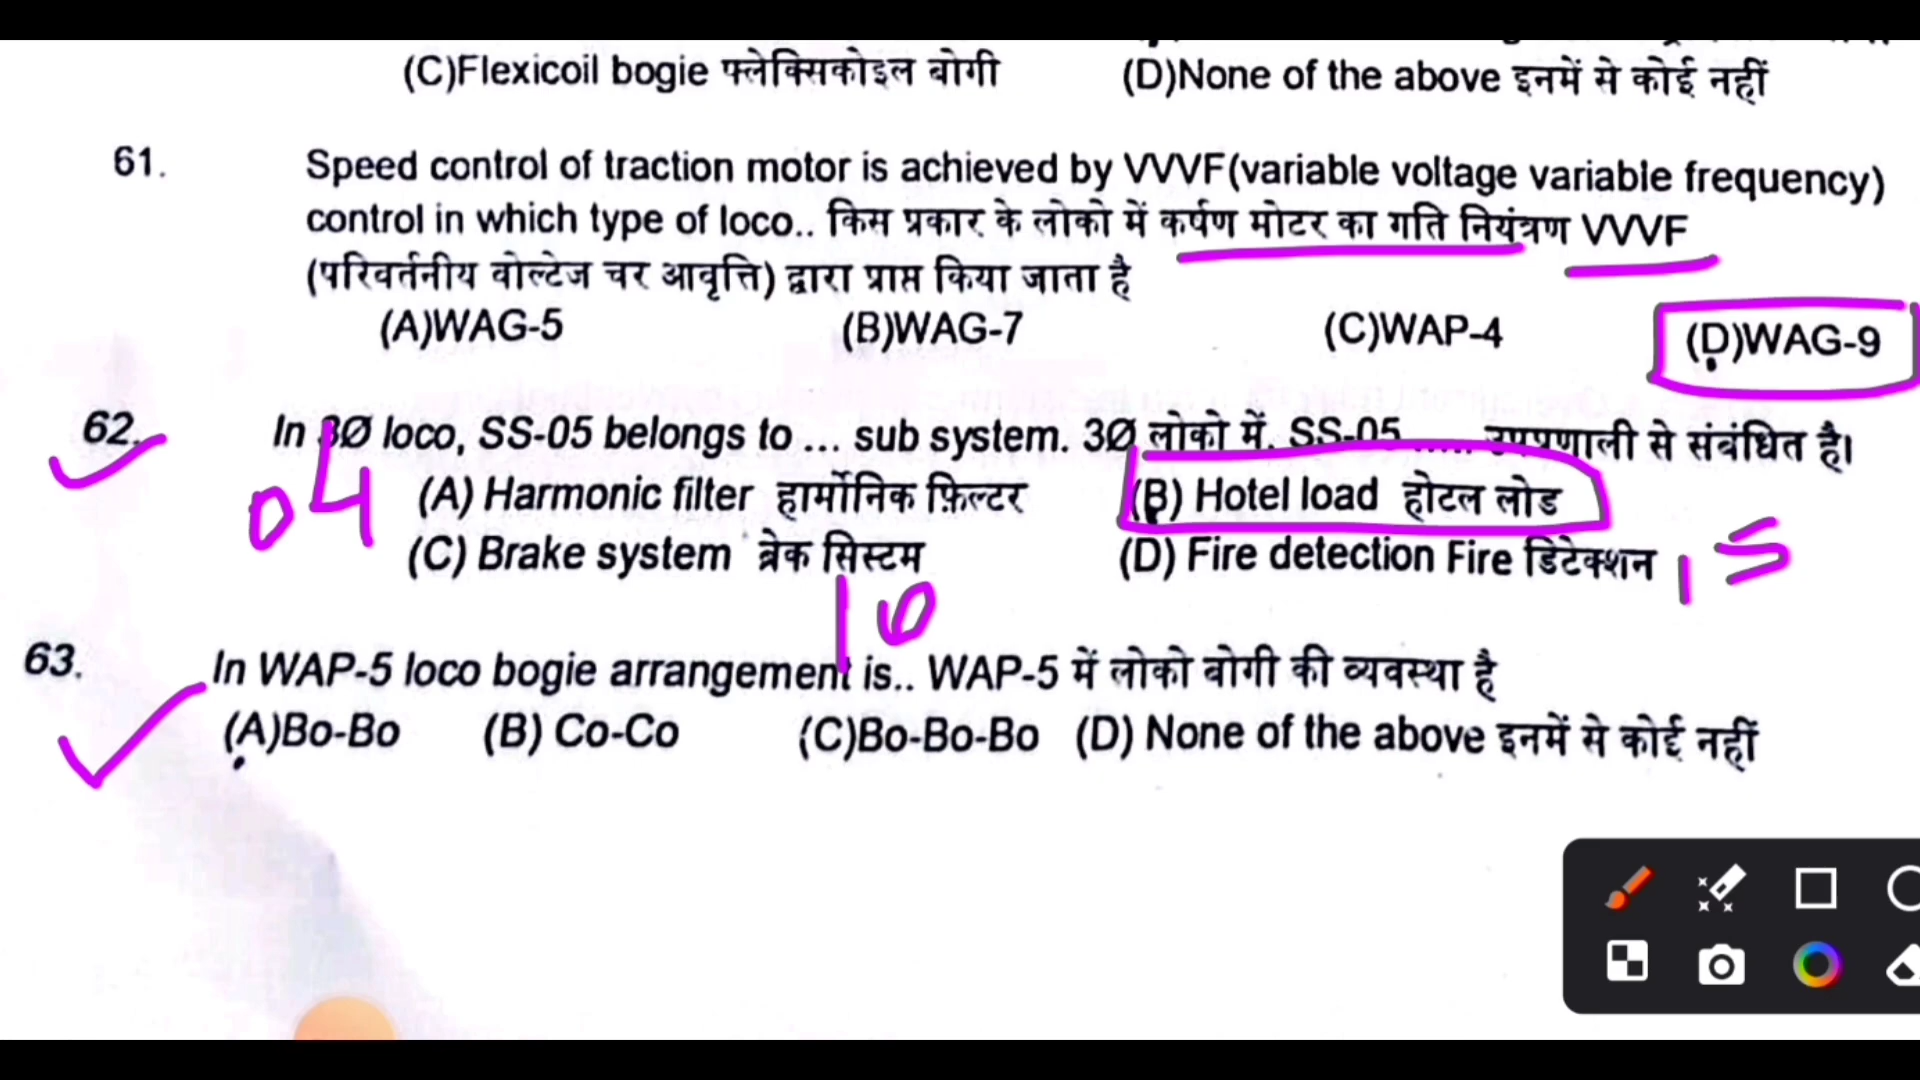 (C)Flexicoil bogie फ्लेक्सिकोइल बोगी (D)None of the above इनमें से कोई नहीं
61. Speed control of traction motor is achieved by VVVF(variable voltage variable frequency)
control in which type of loco.. किस प्रकार के लोको में कर्षण मोटर का गति नियंत्रण VVVF
(परिवर्तनीय वोल्टेज चर आवृत्ति) द्वारा प्राप्त किया जाता है
(A)WAG-5 (B)WAG-7 (C)WAP-4 (D)WAG-9
62. In 3Ø loco, SS-05 belongs to ... sub system. 3Ø लोको में. SS-05 ..... उपप्रणाली से संबंधित है।
04 (A) Harmonic filter हार्मोनिक फ़िल्टर (B) Hotel load होटल लोड
(C) Brake system ब्रेक सिस्टम (D) Fire detection Fire डिटेक्शन
63. In WAP-5 loco bogie arrangement is.. WAP-5 में लोको बोगी की व्यवस्था है
(A)Bo-Bo (B) Co-Co (C)Bo-Bo-Bo (D) None of the above इनमें से कोई नहीं